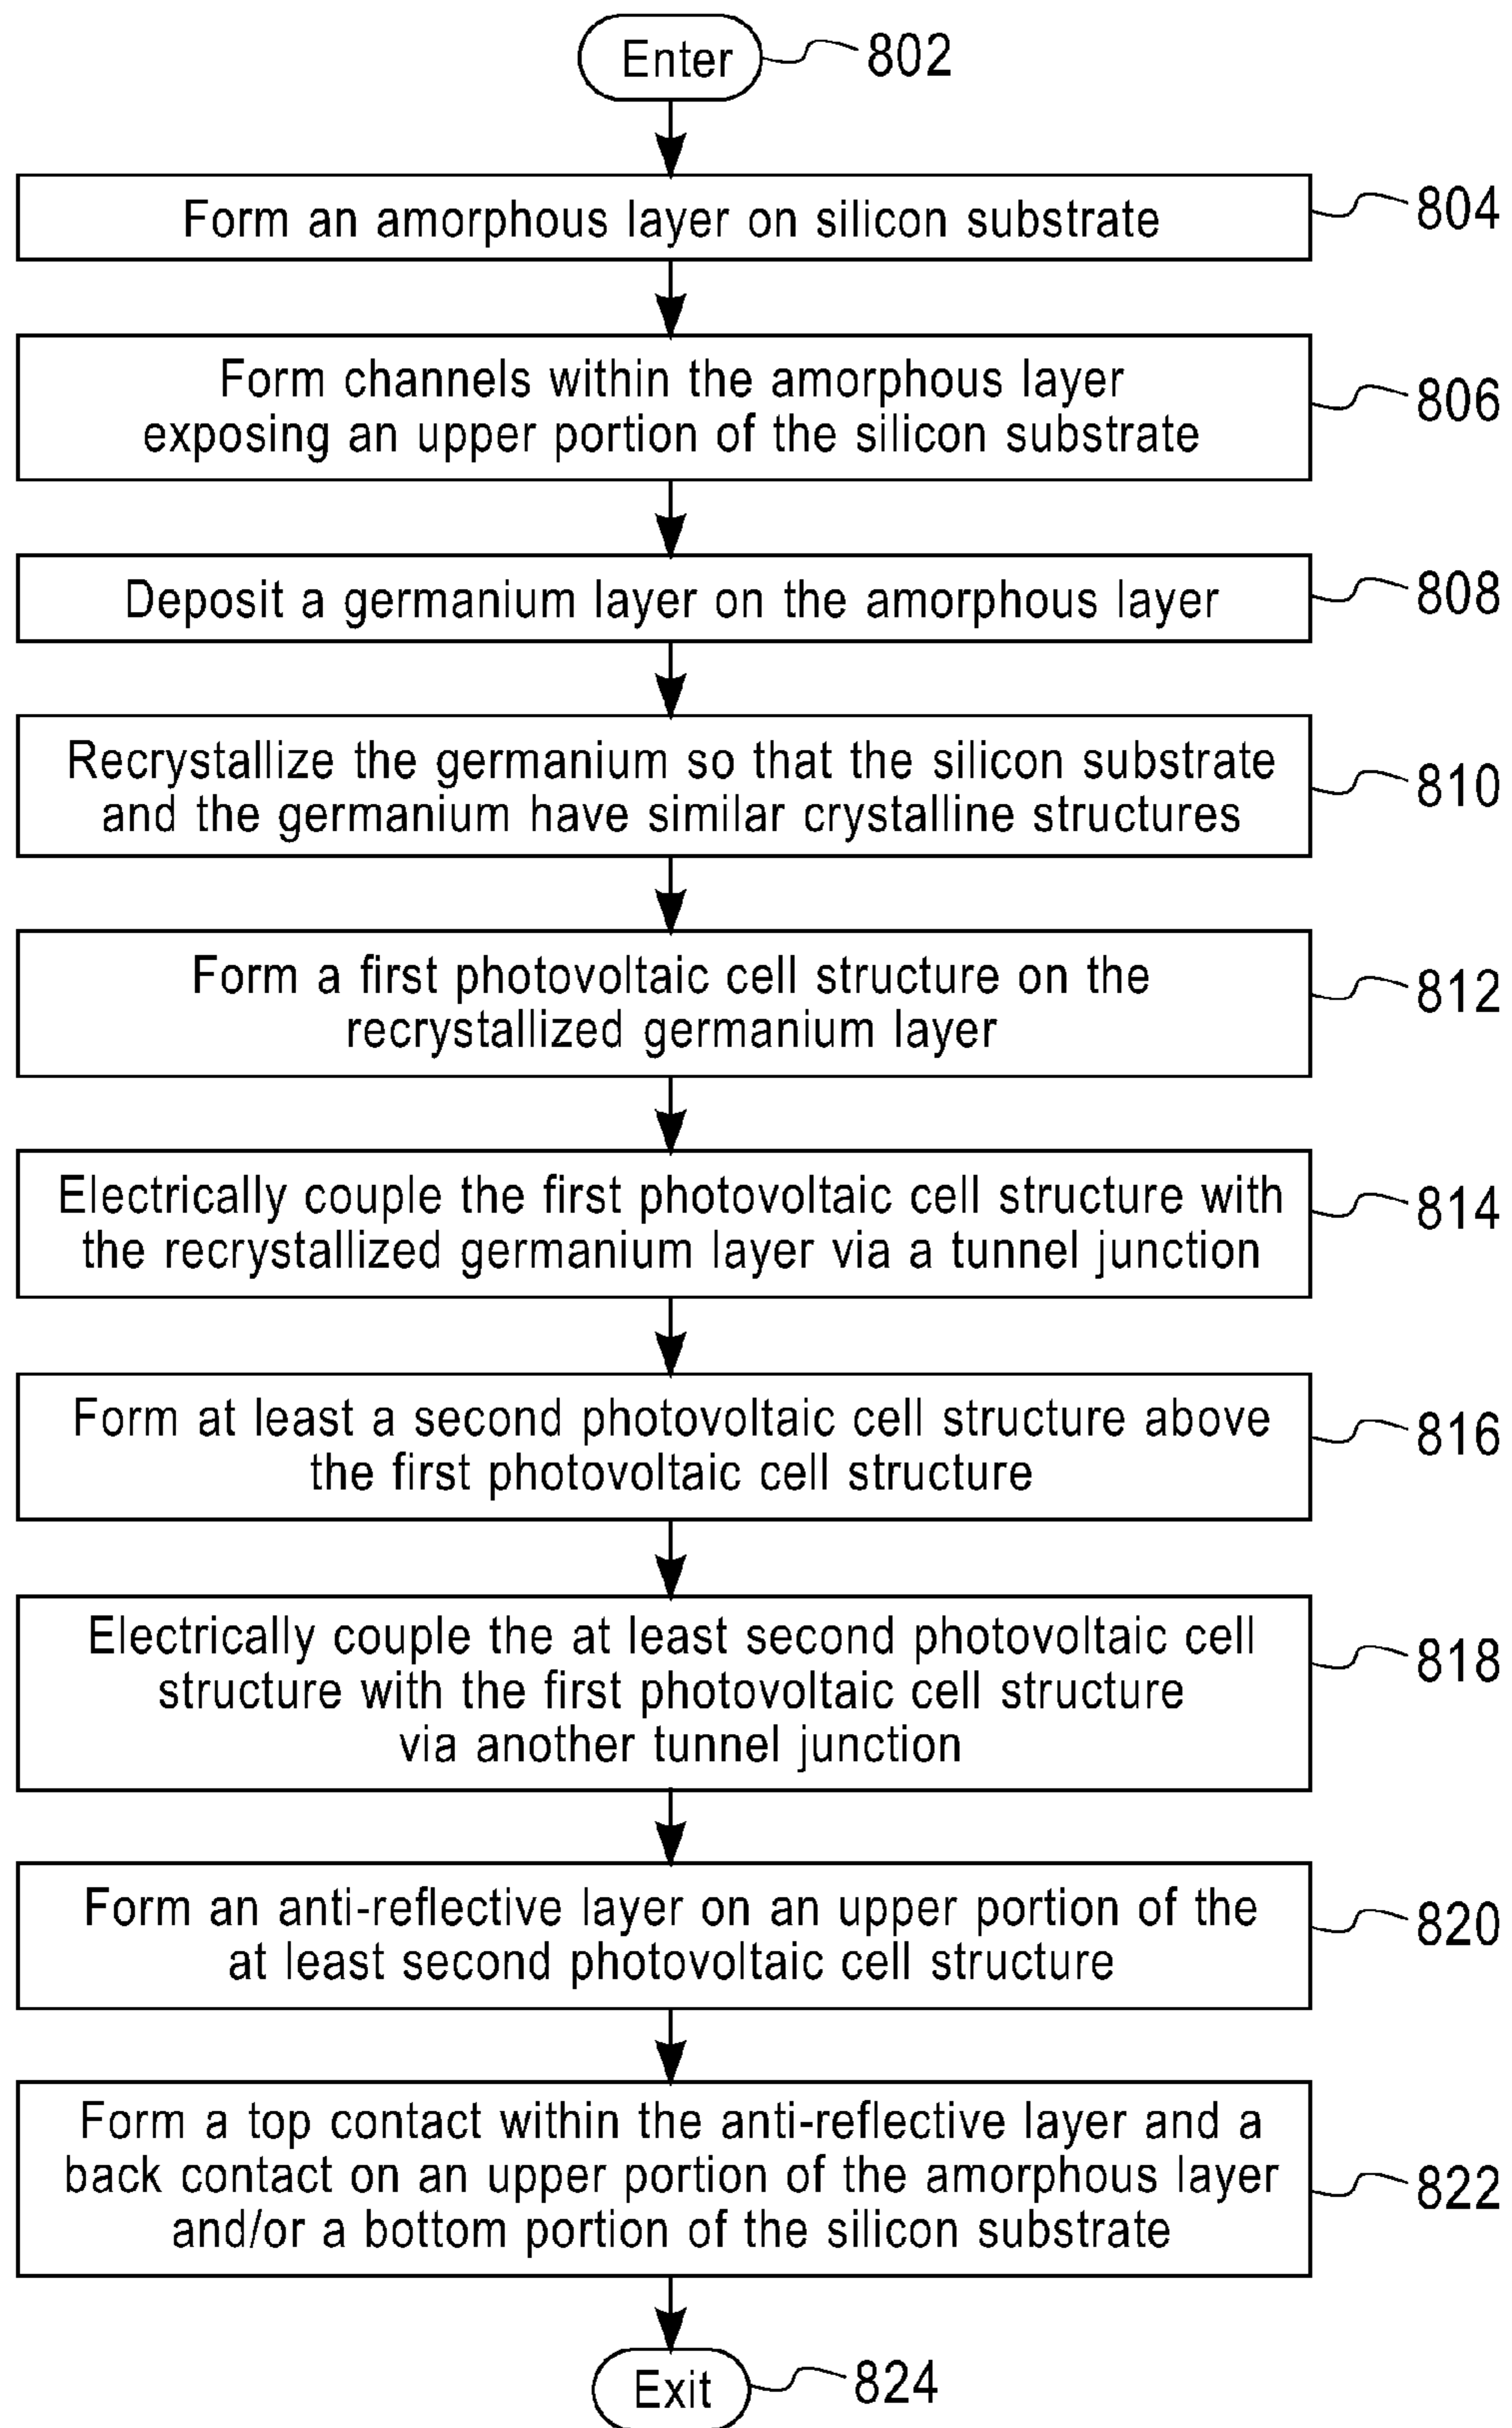 Enter
802
Form an amorphous layer on silicon substrate
804
Form channels within the amorphous layer
exposing an upper portion of the silicon substrate
806
Deposit a germanium layer on the amorphous layer
808
Recrystallize the germanium so that the silicon substrate
and the germanium have similar crystalline structures
810
Form a first photovoltaic cell structure on the
recrystallized germanium layer
812
Electrically couple the first photovoltaic cell structure with
the recrystallized germanium layer via a tunnel junction
814
Form at least a second photovoltaic cell structure above
the first photovoltaic cell structure
816
Electrically couple the at least second photovoltaic cell
structure with the first photovoltaic cell structure
via another tunnel junction
818
Form an anti-reflective layer on an upper portion of the
at least second photovoltaic cell structure
820
Form a top contact within the anti-reflective layer and a
back contact on an upper portion of the amorphous layer
and/or a bottom portion of the silicon substrate
822
Exit
824